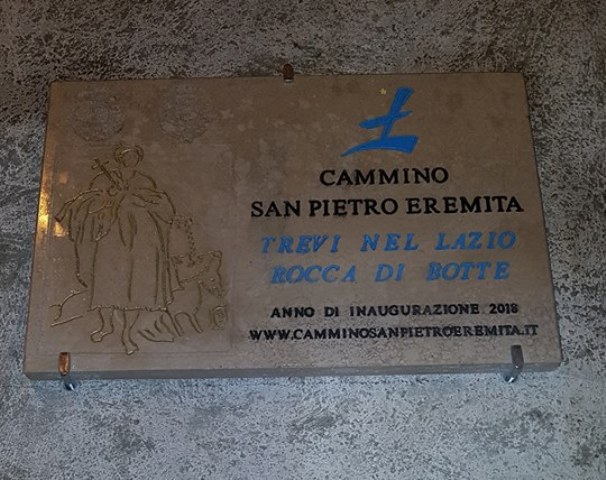 CAMMINO
SAN PIETRO EREMITA
TREVI NEL LAZIO
ROCCA DI BOTTE
ANNO DI INAUGURAZIONE 2018
WWW.CAMMINOSANPIETROEREMITA.IT